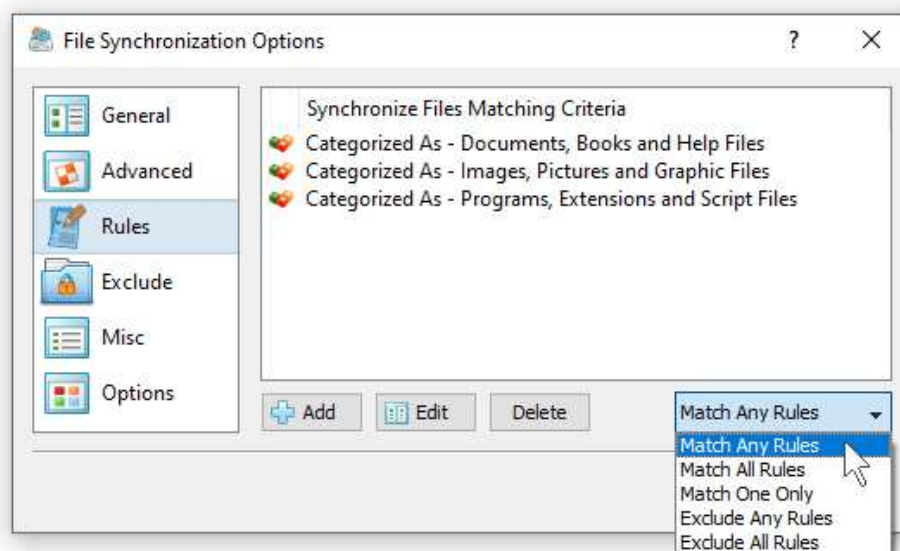 File Synchronization Options
?
General
Advanced
Rules
Exclude
Misc
Options
Synchronize Files Matching Criteria
Categorized As - Documents, Books and Help Files
Categorized As - Images, Pictures and Graphic Files
Categorized As - Programs, Extensions and Script Files
Add
Edit
Delete
Match Any Rules
Match Any Rules
Match All Rules
Match One Only
Exclude Any Rules
Exclude All Rules